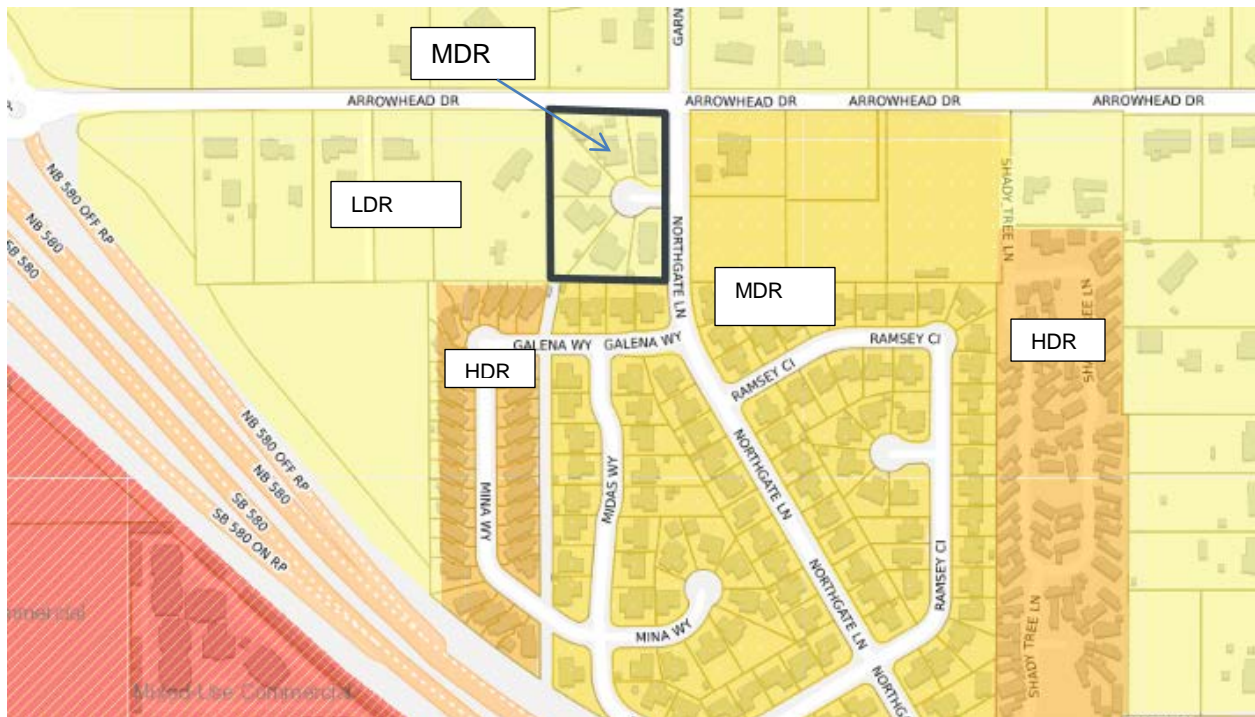 GARN
MDR
ARROWHEAD DR
ARROWHEAD DR
ARROWHEAD DR
ARROWHEAD DR
NB 580 OFF RP
NB 580
SB 580
LDR
SHADY TREE LN
NORTHGATE LN
MDR
GALENA WY
GALENA WY
RAMSEY CI
HDR
HDR
RAMSEY CI
NB 580 OFF RP
NB 580
SB 580
SB 580 ON RP
MINA WY
MIDAS WY
NORTHGATE LN
NORTHGATE LN
RAMSEY CI
MINA WY
SHADY TREE LN
NORTHGA
Mixed-Use Commercial